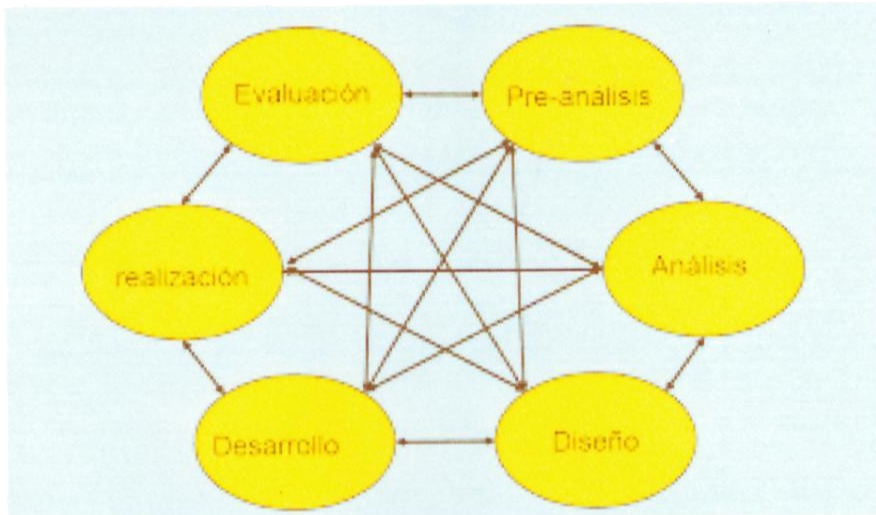 Evaluación
Pre-análisis
realización
Análisis
Desarrollo
Diseño